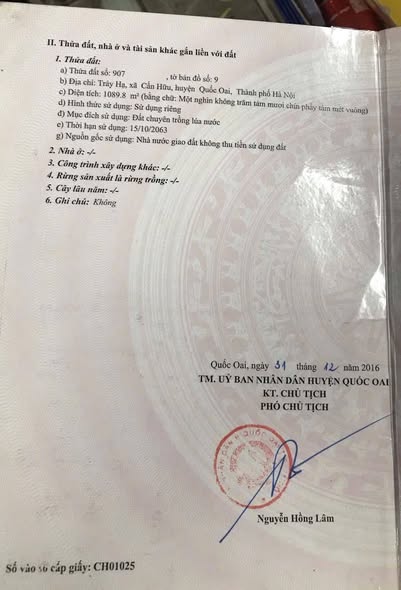 II. Thửa đất, nhà ở và tài sản khác gắn liền với đất
1. Thửa đất:
a) Thửa đất số: 907 , tờ bản đồ số: 9
b) Địa chỉ: Trây Hạ, xã Cấn Hữu, huyện Quốc Oai, Thành phố Hà Nội
c) Diện tích: 1089.8 m² (bằng chữ: Một nghìn không trăm tám mươi chín phảy tám mét vuông)
d) Hình thức sử dụng: Sử dụng riêng
d) Mục đích sử dụng: Đất chuyên trồng lúa nước
e) Thời hạn sử dụng: 15/10/2063
g) Nguồn gốc sử dụng: Nhà nước giao đất không thu tiền sử dụng đất
2. Nhà ở: -/-
3. Công trình xây dựng khác: -/-
4. Rừng sản xuất là rừng trồng: -/-
5. Cây lâu năm: -/-
6. Ghi chú: Không
Quốc Oai, ngày 31 tháng 12 năm 2016
TM. UỶ BAN NHÂN DÂN HUYỆN QUỐC OAI
KT. CHỦ TỊCH
PHÓ CHỦ TỊCH
Nguyễn Hồng Lâm
Số vào sổ cấp giấy: CH01025